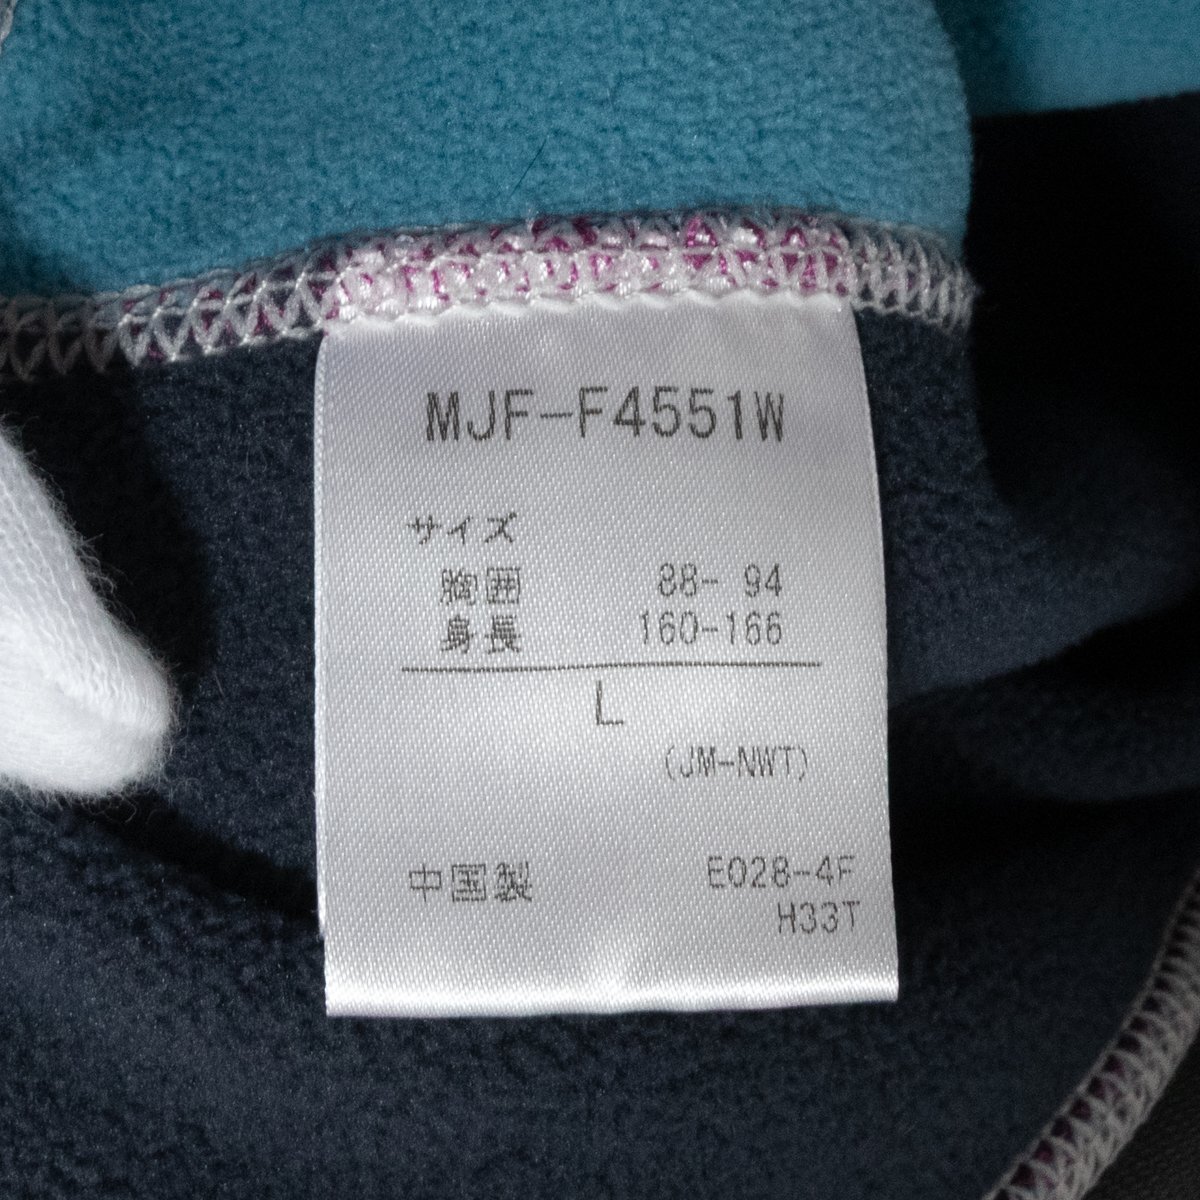 MJF-F4551W
サイズ
胸囲 88- 94
身長 160-166
L
(JM-NWT)
中国製 E028-4F
H33T